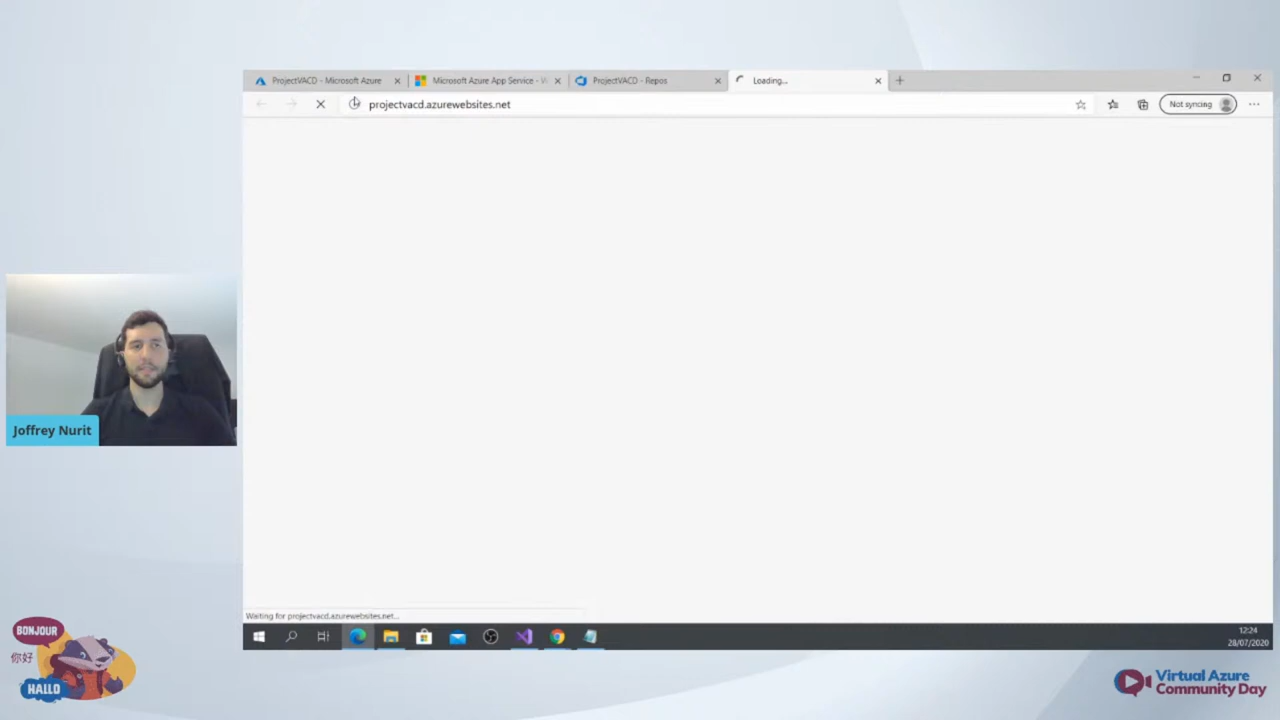 ProjectVACD - Microsoft Azure
Microsoft Azure App Service - W
ProjectVACD - Repos
Loading...
projectvacd.azurewebsites.net
Not syncing
Joffrey Nurit
Waiting for projectvacd.azurewebsites.net...
12:24
28/07/2020
BONJOUR
你好
HALLO
Virtual Azure
Community Day